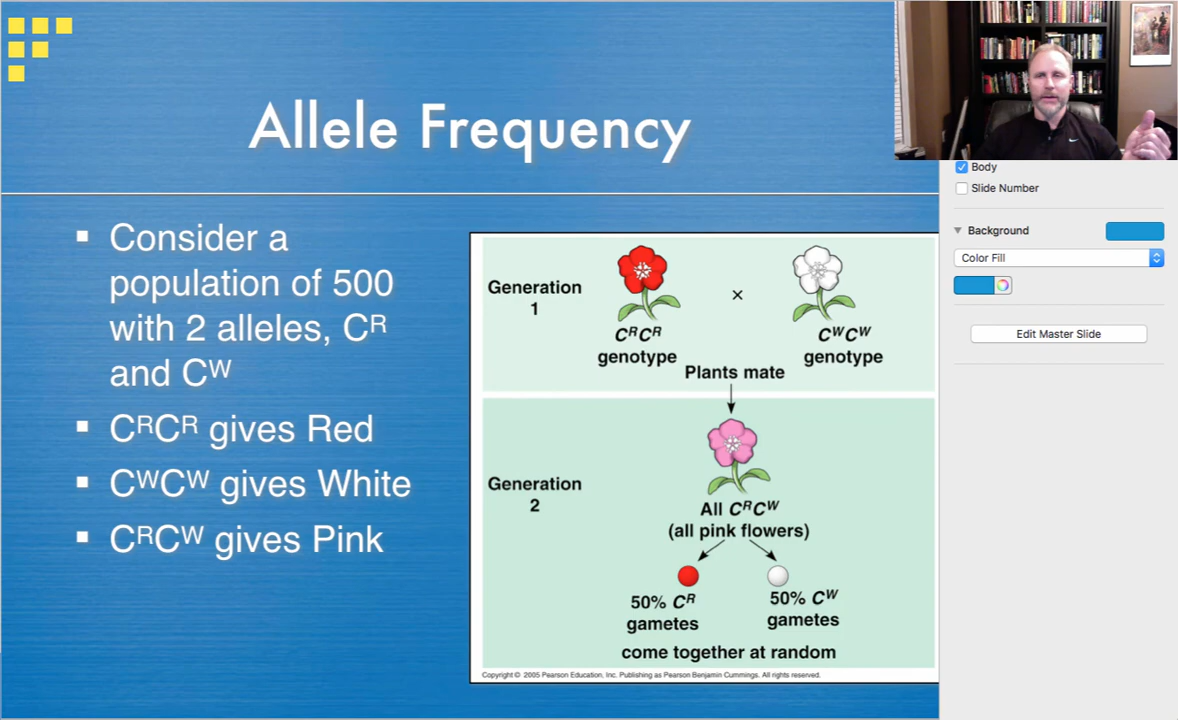 Allele Frequency
Consider a
population of 500
with 2 alleles, Cᴿ
and Cᵂ
CᴿCᴿ gives Red
CᵂCᵂ gives White
CᴿCᵂ gives Pink
Generation
1
×
CᴿCᴿ
genotype
CᵂCᵂ
genotype
Plants mate
Generation
2
All CᴿCᵂ
(all pink flowers)
50% Cᴿ
gametes
50% Cᵂ
gametes
come together at random
Copyright © 2005 Pearson Education, Inc. Publishing as Pearson Benjamin Cummings. All rights reserved.
Body
Slide Number
Background
Color Fill
Edit Master Slide